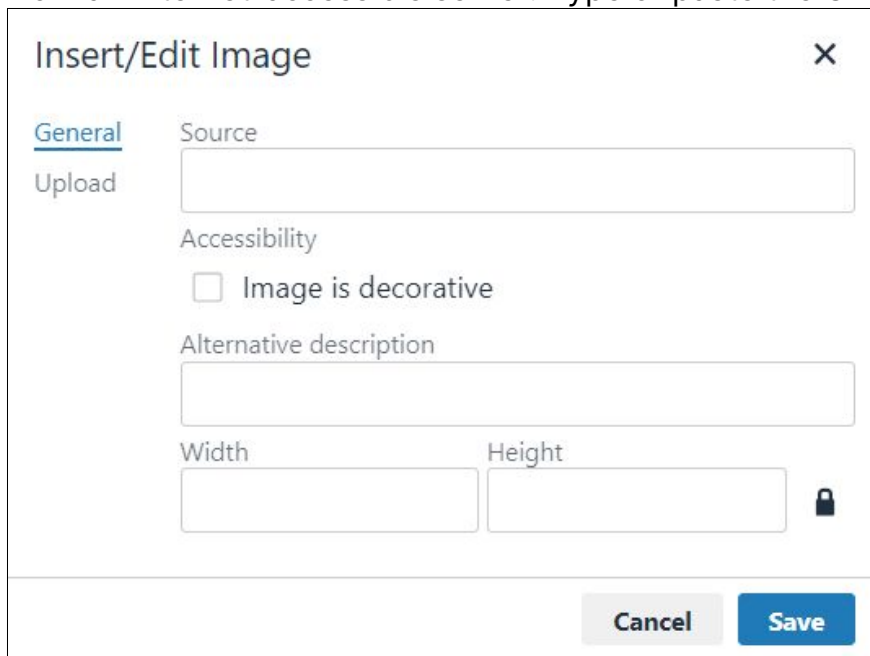 Insert/Edit Image
General
Source
Upload
Accessibility
Image is decorative
Alternative description
Width Height
Cancel Save